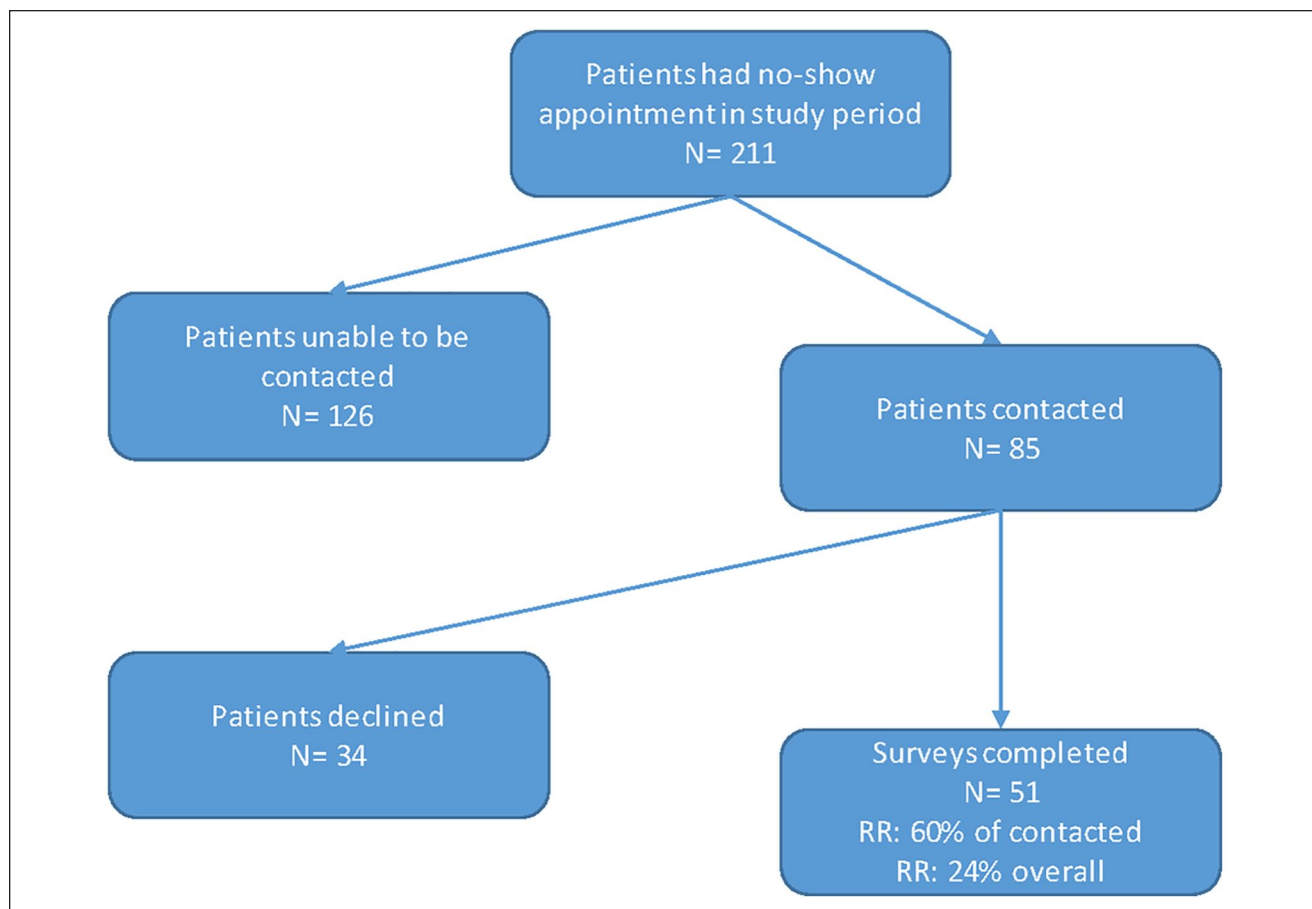 Patients had no-show
appointment in study period
N= 211
Patients unable to be
contacted
N= 126
Patients contacted
N= 85
Patients declined
N= 34
Surveys completed
N= 51
RR: 60% of contacted
RR: 24% overall